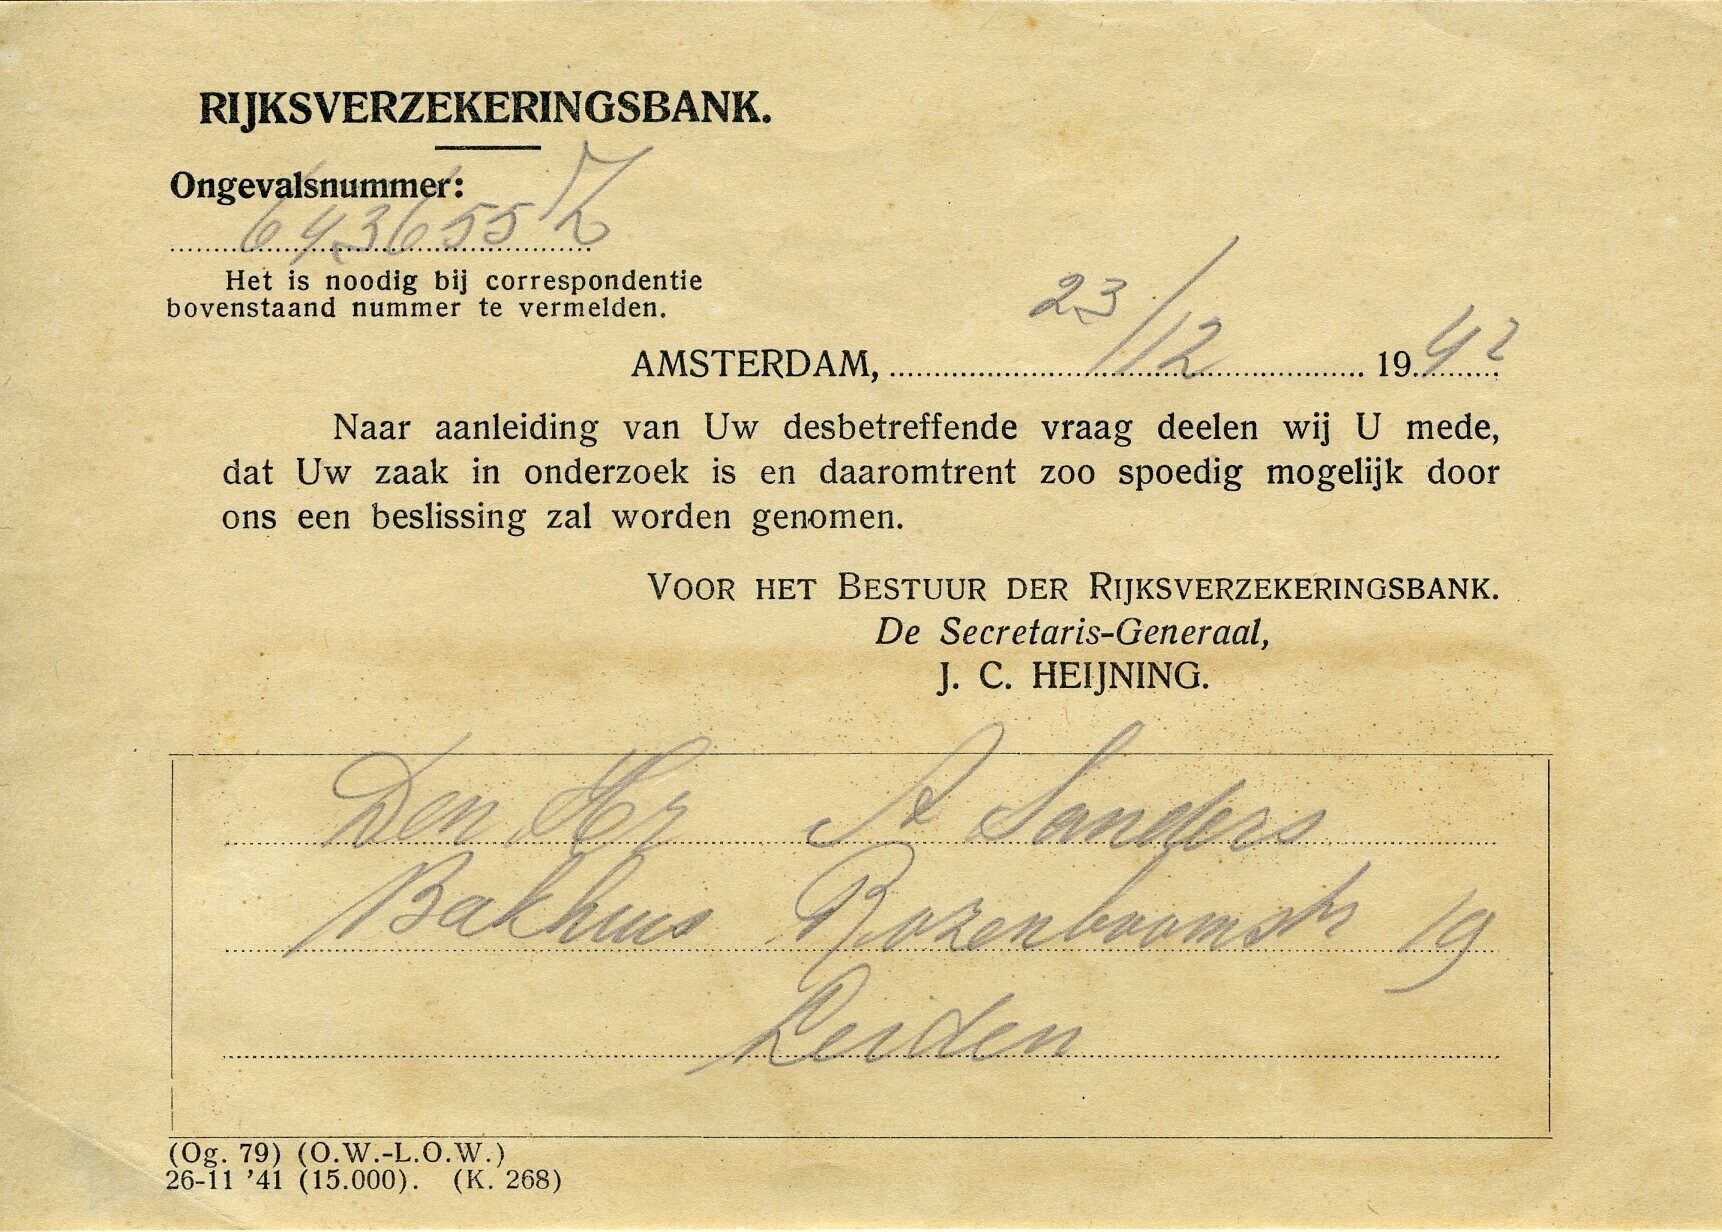 RIJKSVERZEKERINGSBANK.
Ongevalsnummer:
643655
Het is noodig bij correspondentie
bovenstaand nummer te vermelden.
23/12
AMSTERDAM, 1942
Naar aanleiding van Uw desbetreffende vraag deelen wij U mede,
dat Uw zaak in onderzoek is en daaromtrent zoo spoedig mogelijk door
ons een beslissing zal worden genomen.
VOOR HET BESTUUR DER RIJKSVERZEKERINGSBANK.
De Secretaris-Generaal,
J. C. HEIJNING.
Den Hr A Sanders
Bakhuis Rozenboomstr 19
Leiden
(Og. 79) (O.W.-L.O.W.)
26-11 '41 (15.000). (K. 268)